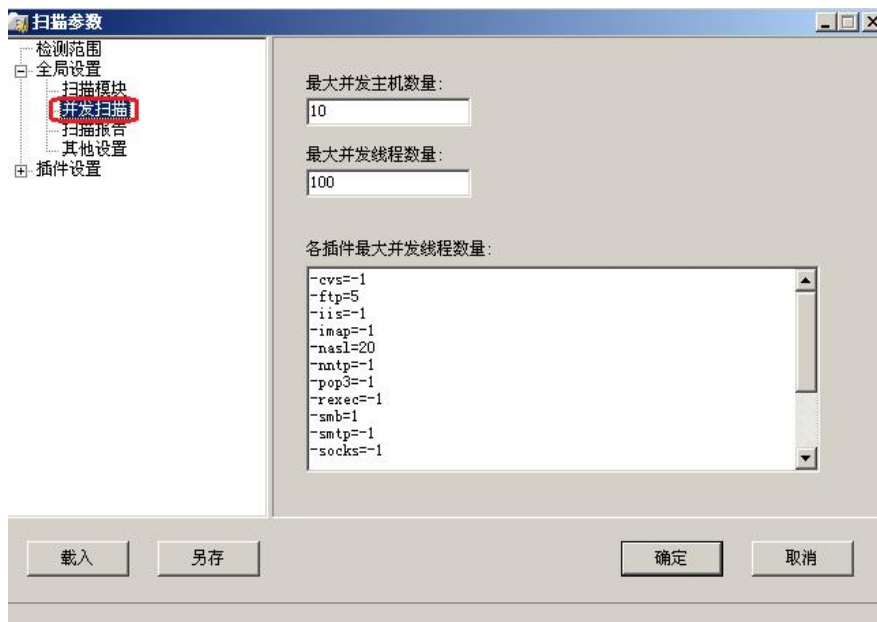 扫描参数
检测范围
全局设置
扫描模块
并发扫描
扫描报告
其他设置
插件设置
最大并发主机数量:
10
最大并发线程数量:
100
各插件最大并发线程数量:
-cvs=-1
-ftp=5
-iis=-1
-imap=-1
-nasl=20
-nntp=-1
-pop3=-1
-rexec=-1
-smb=1
-smtp=-1
-socks=-1
载入
另存
确定
取消